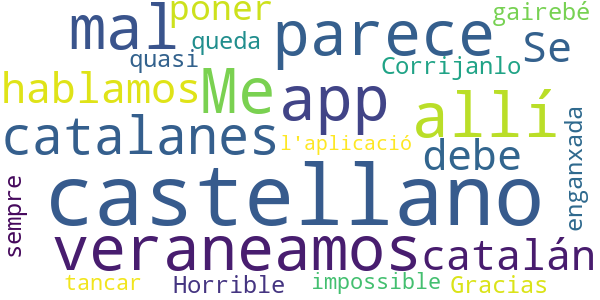 poner gairebé
mal parece Se
queda
quasi Corríjanlo
hablamos Me app allí
catalanes l'aplicació debe enganxada
sempre castellano
veraneamos catalán
tancar Horrible impossible Gracias